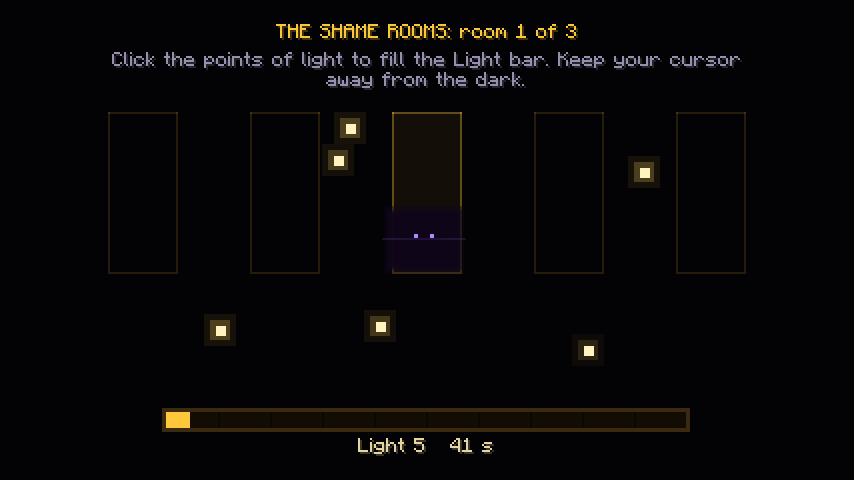 THE SHAME ROOMS: room 1 of 3
Click the points of light to fill the Light bar. Keep your cursor
away from the dark.
Light 5 41 s